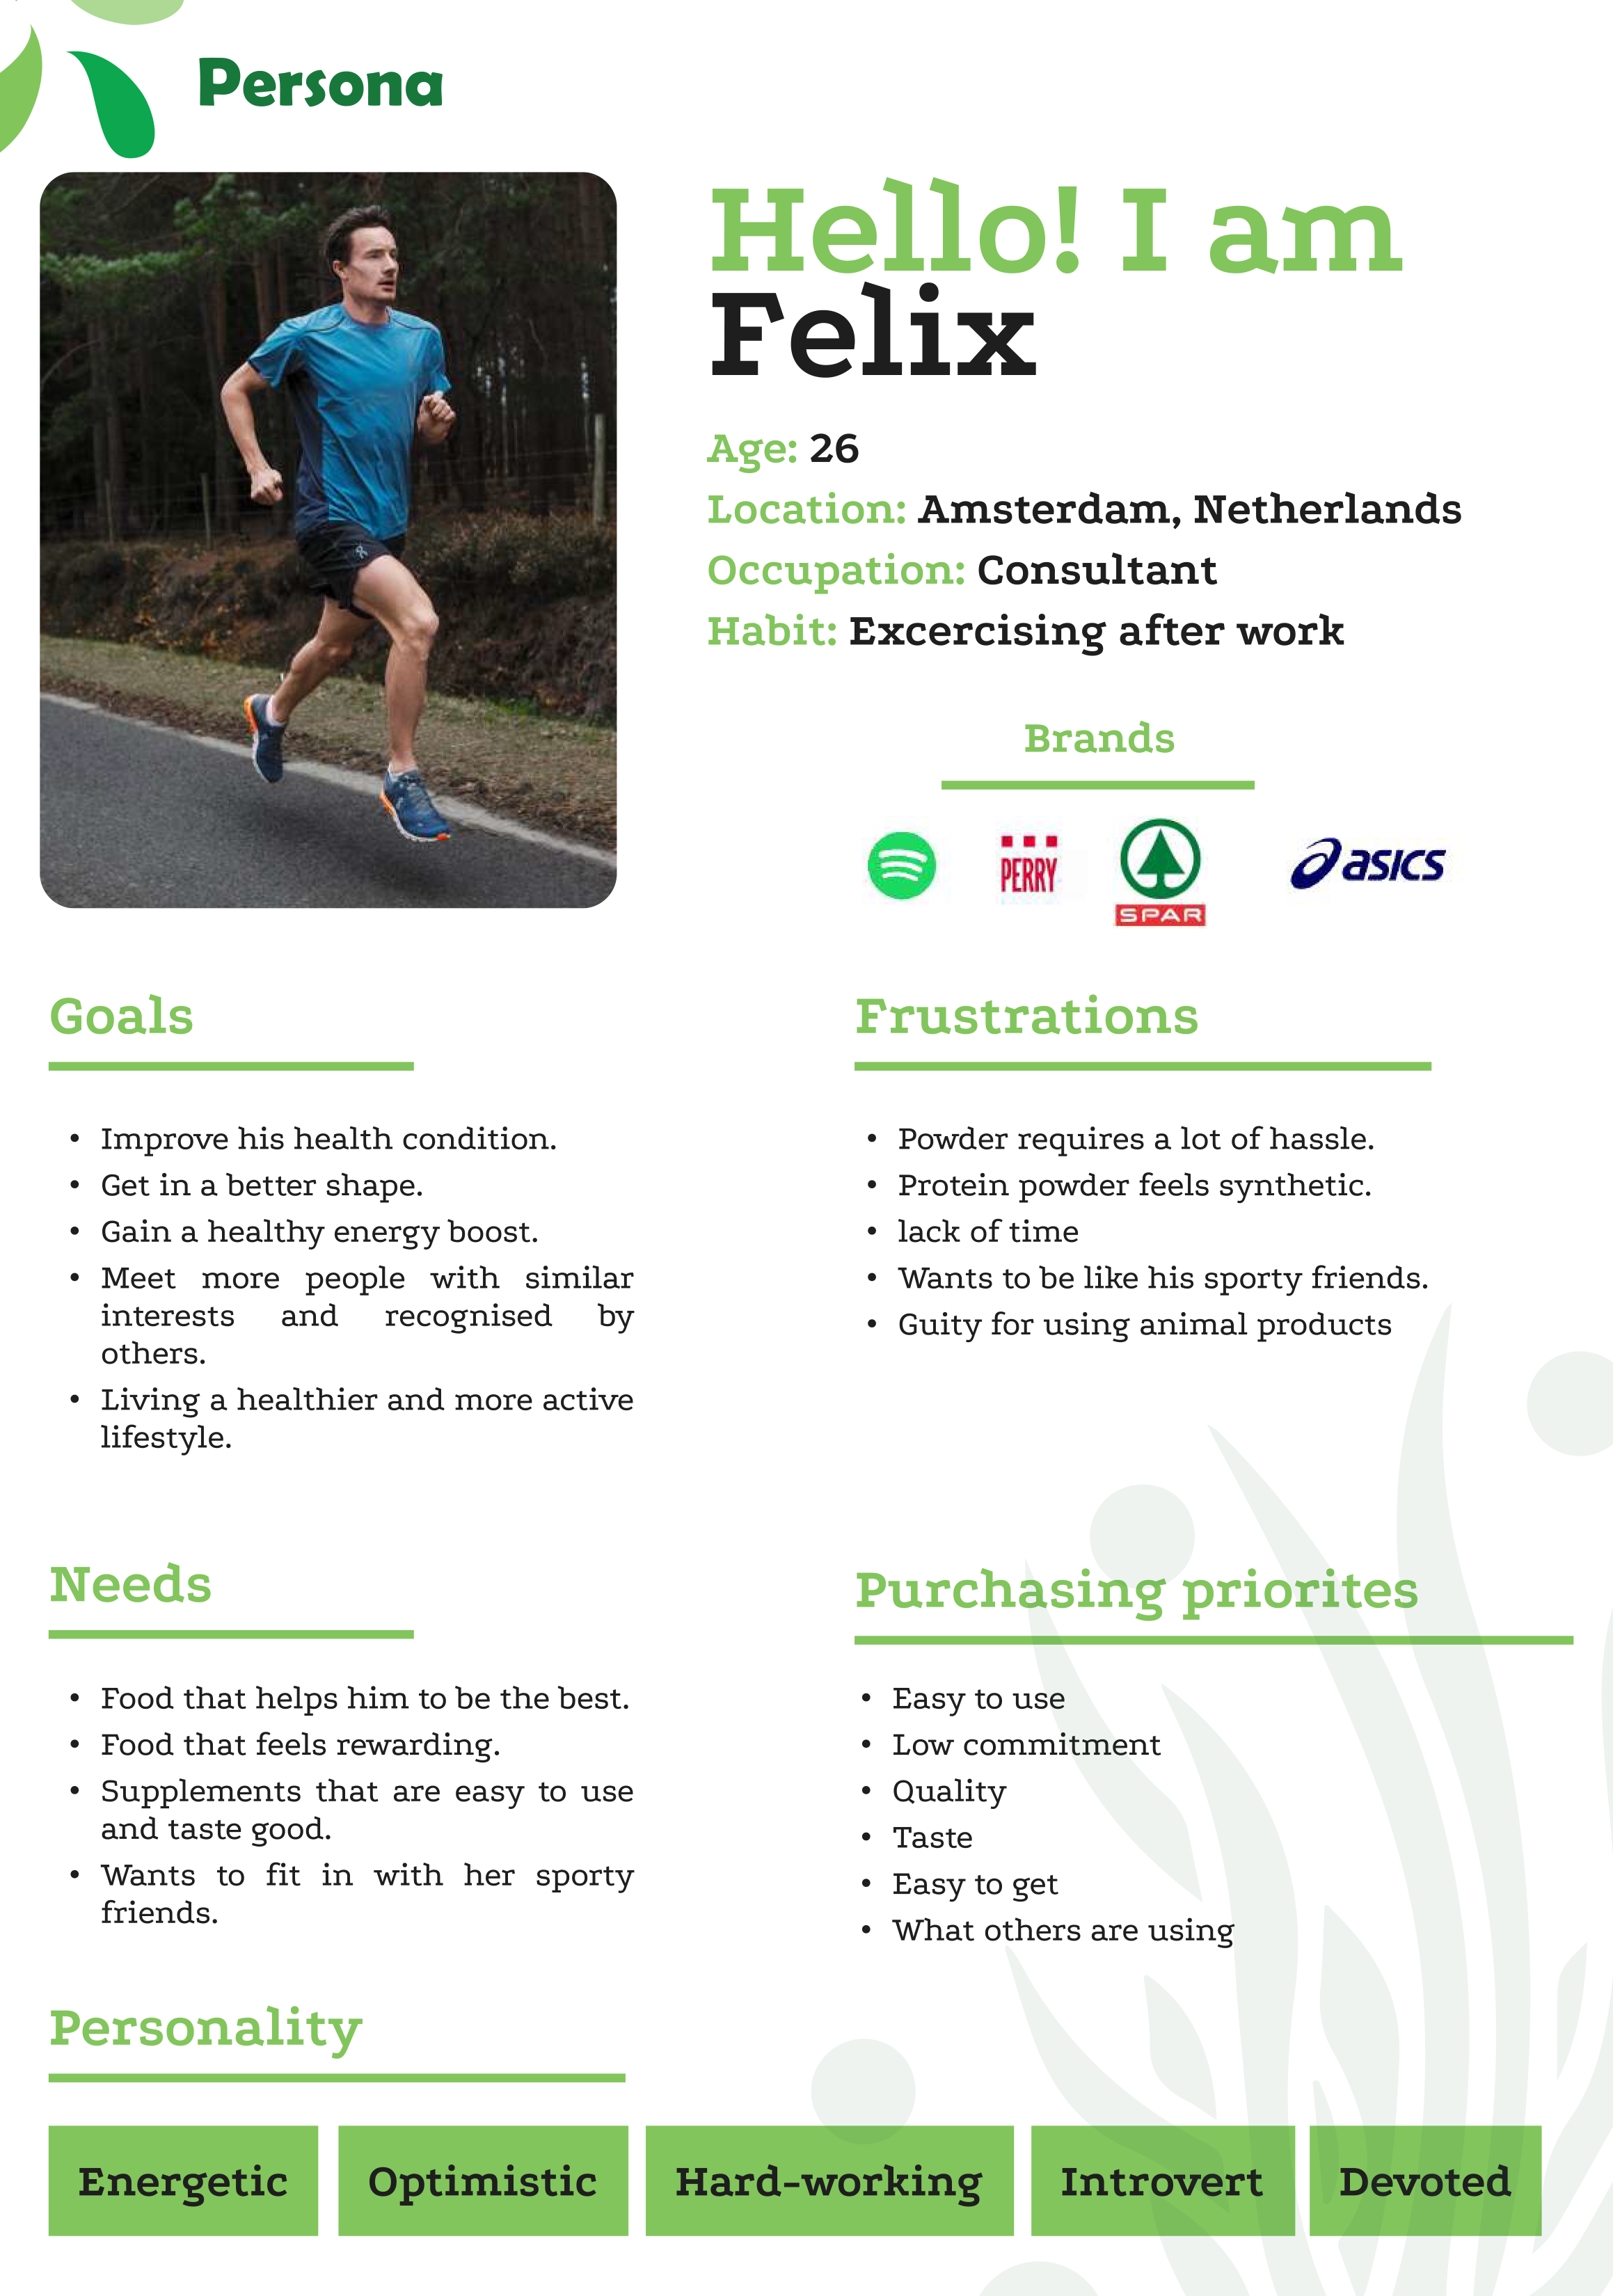 Persona
Hello! I am
Felix
Age: 26
Location: Amsterdam, Netherlands
Occupation: Consultant
Habit: Excercising after work
Brands
PERRY
SPAR
asics
Goals
• Improve his health condition.
• Get in a better shape.
• Gain a healthy energy boost.
• Meet more people with similar
interests and recognised by
others.
• Living a healthier and more active
lifestyle.
Frustrations
• Powder requires a lot of hassle.
• Protein powder feels synthetic.
• lack of time
• Wants to be like his sporty friends.
• Guity for using animal products
Needs
• Food that helps him to be the best.
• Food that feels rewarding.
• Supplements that are easy to use
and taste good.
• Wants to fit in with her sporty
friends.
Purchasing priorites
• Easy to use
• Low commitment
• Quality
• Taste
• Easy to get
• What others are using
Personality
Energetic
Optimistic
Hard-working
Introvert
Devoted